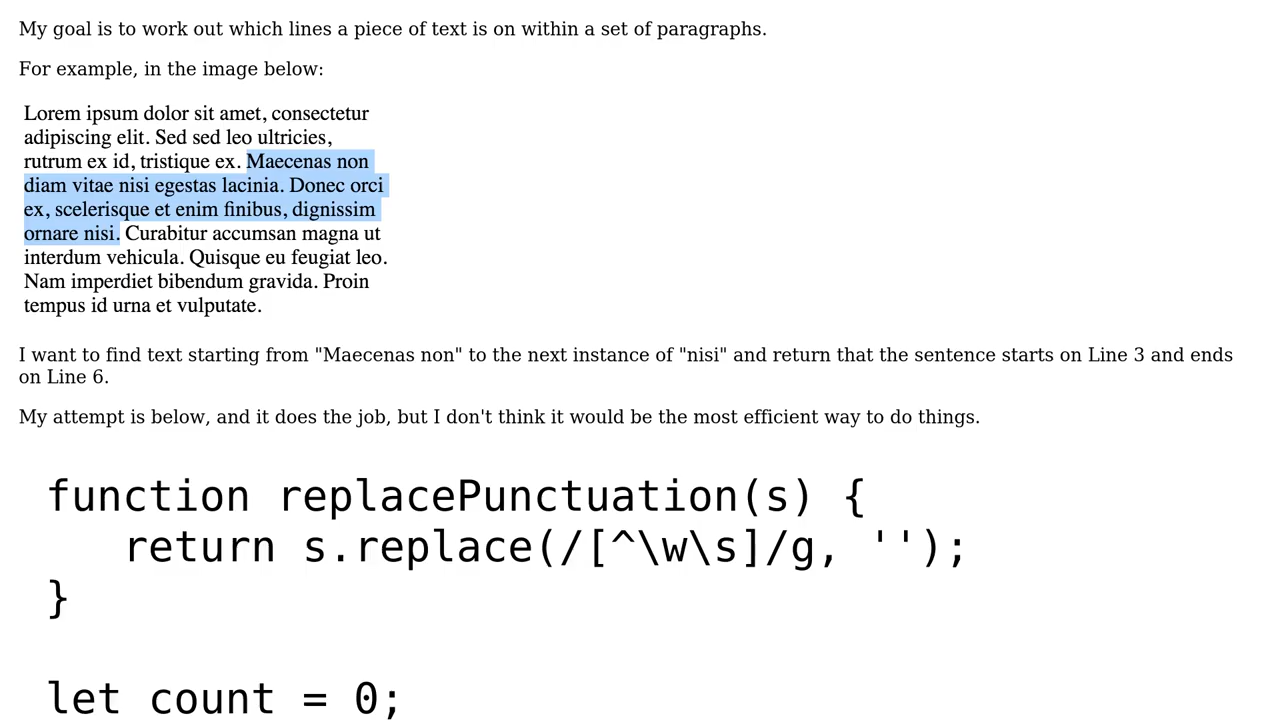 My goal is to work out which lines a piece of text is on within a set of paragraphs.
For example, in the image below:
Lorem ipsum dolor sit amet, consectetur
adipiscing elit. Sed sed leo ultricies,
rutrum ex id, tristique ex. Maecenas non
diam vitae nisi egestas lacinia. Donec orci
ex, scelerisque et enim finibus, dignissim
ornare nisi. Curabitur accumsan magna ut
interdum vehicula. Quisque eu feugiat leo.
Nam imperdiet bibendum gravida. Proin
tempus id urna et vulputate.
I want to find text starting from "Maecenas non" to the next instance of "nisi" and return that the sentence starts on Line 3 and ends
on Line 6.
My attempt is below, and it does the job, but I don't think it would be the most efficient way to do things.
function replacePunctuation(s) {
   return s.replace(/[^\w\s]/g, '');
}
let count = 0;